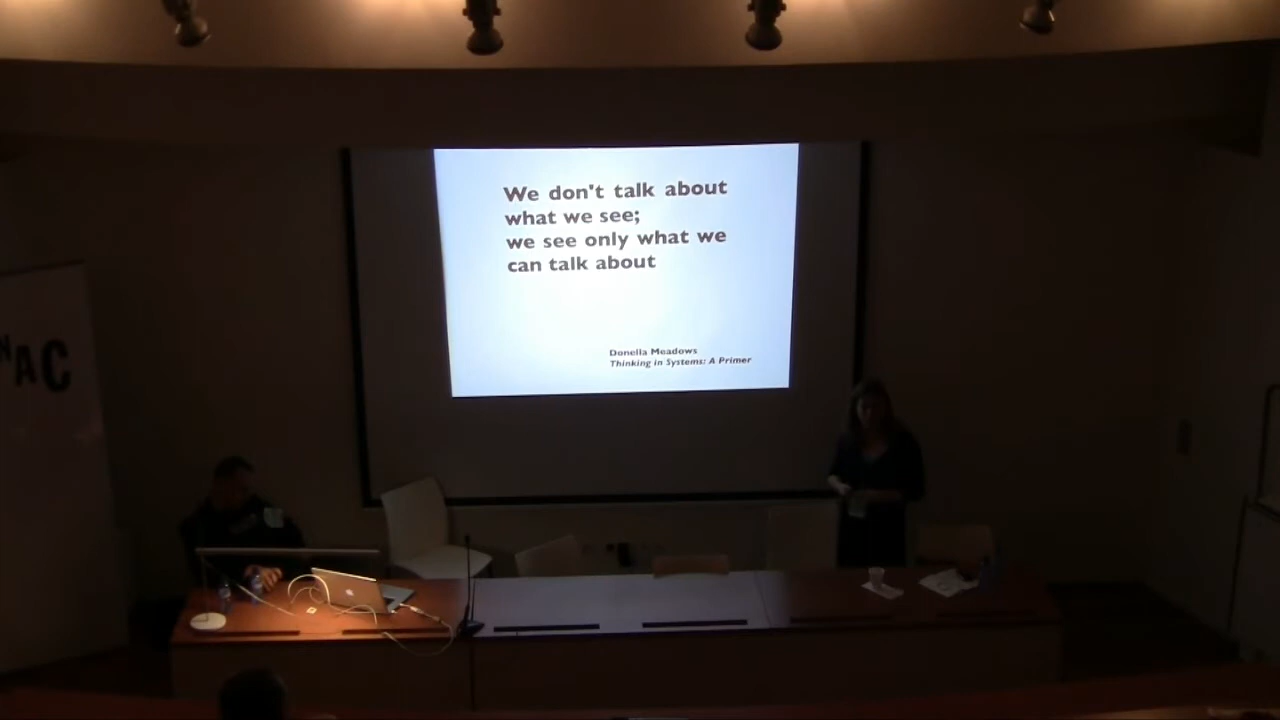 We don't talk about
what we see;
we see only what we
can talk about
Donella Meadows
Thinking in Systems: A Primer
NAC